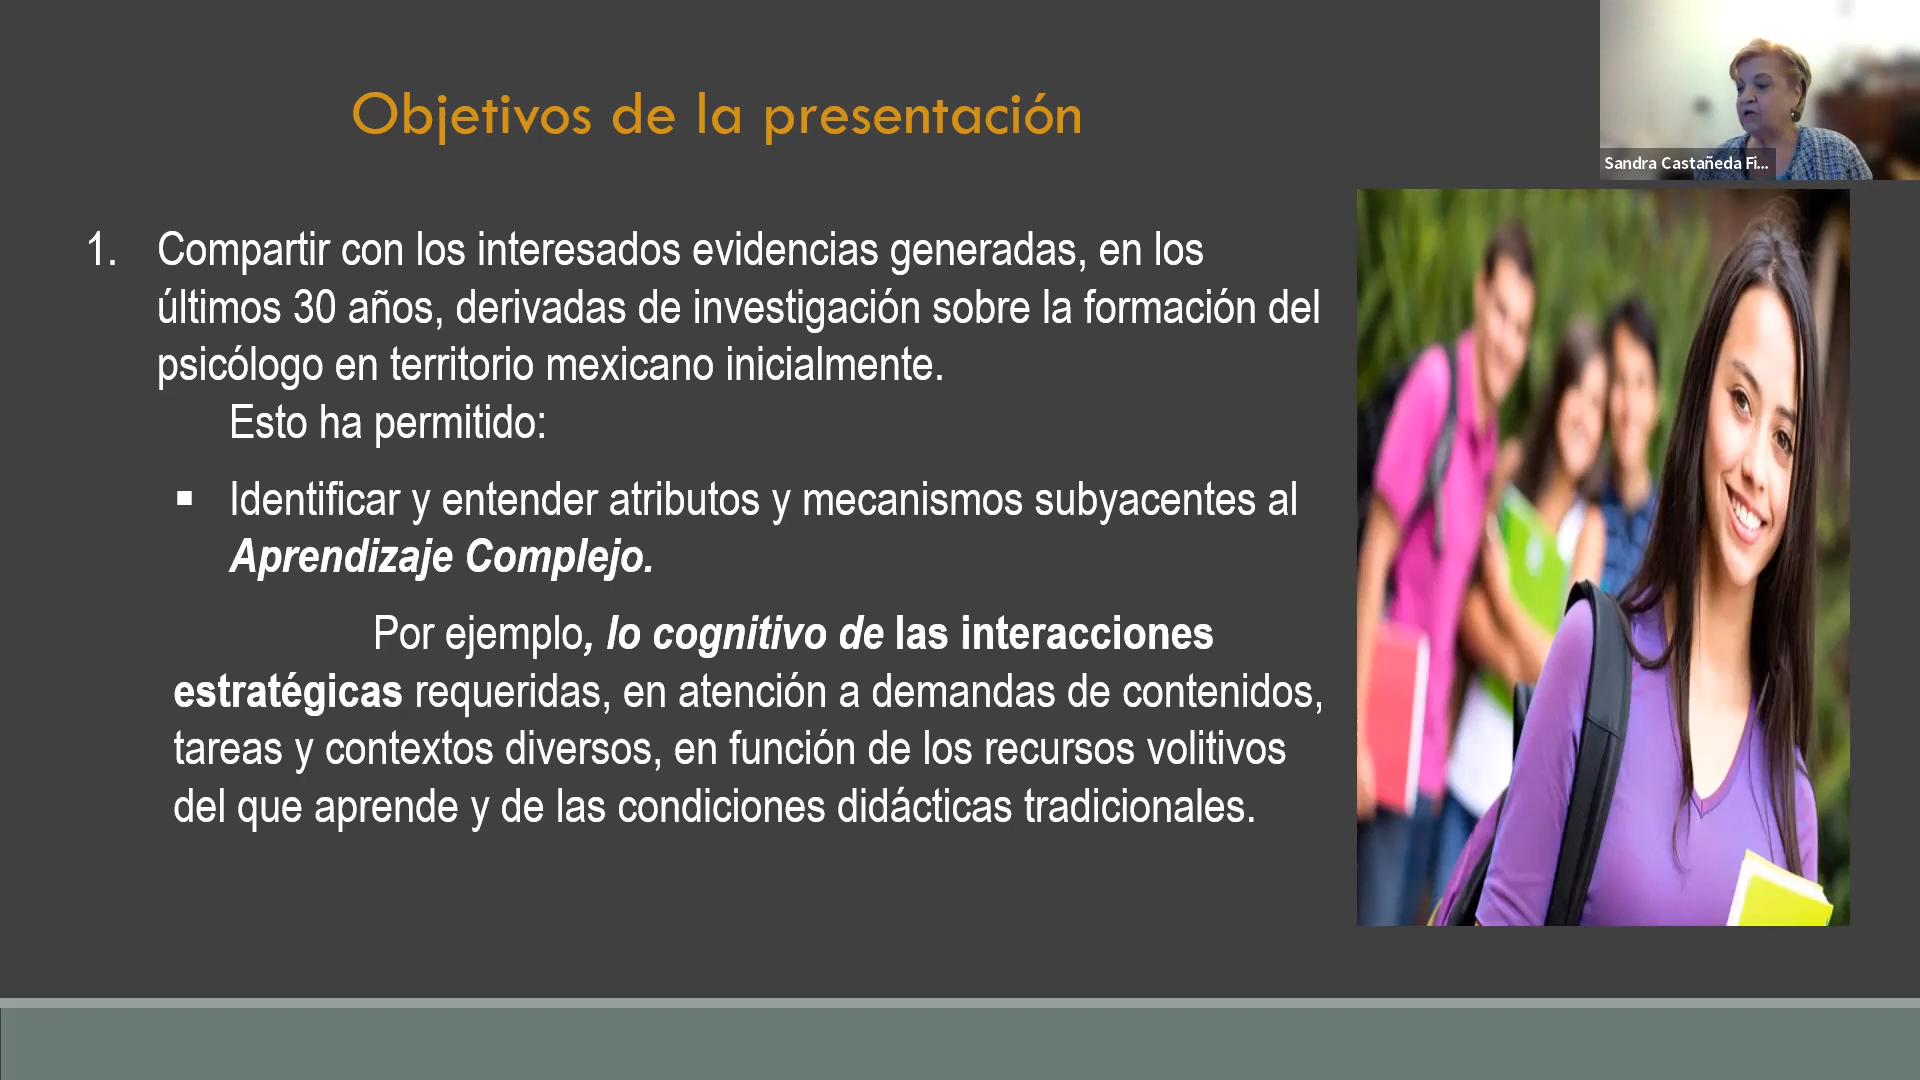 Objetivos de la presentación
Sandra Castañeda Fi...
1. Compartir con los interesados evidencias generadas, en los
últimos 30 años, derivadas de investigación sobre la formación del
psicólogo en territorio mexicano inicialmente.
Esto ha permitido:
▪ Identificar y entender atributos y mecanismos subyacentes al
Aprendizaje Complejo.
Por ejemplo, lo cognitivo de las interacciones
estratégicas requeridas, en atención a demandas de contenidos,
tareas y contextos diversos, en función de los recursos volitivos
del que aprende y de las condiciones didácticas tradicionales.